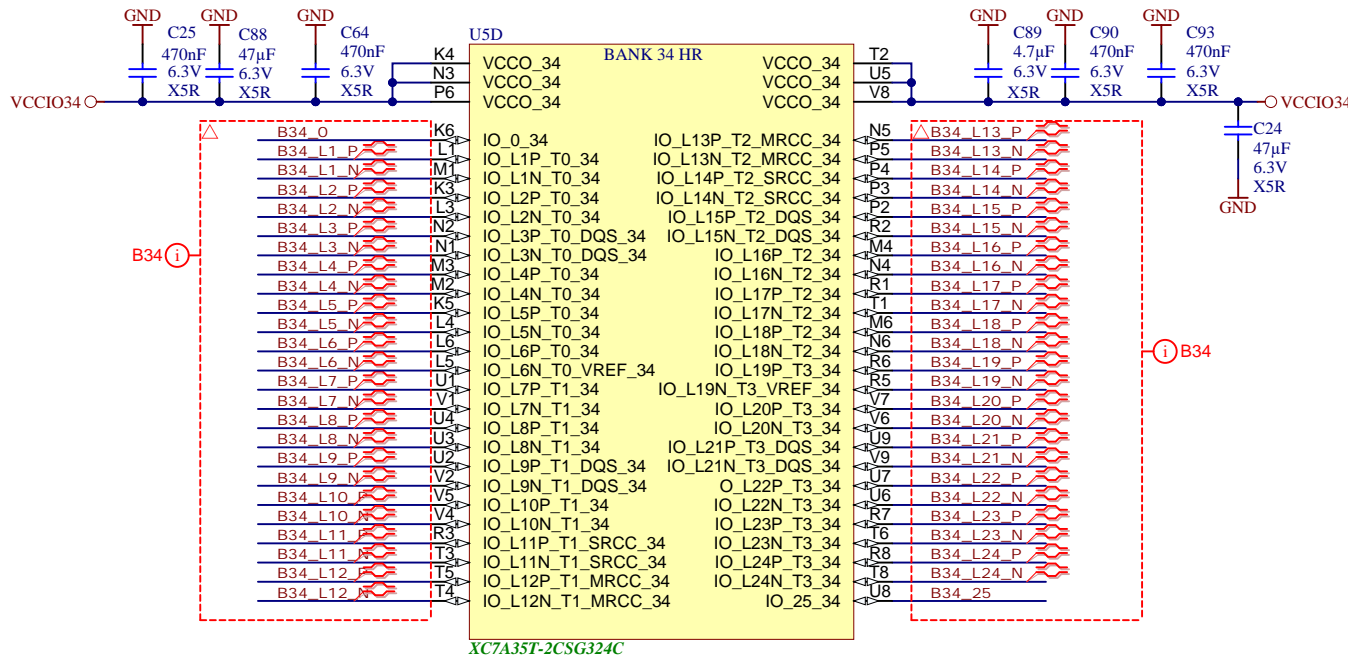 GND GND GND GND GND GND
C25 470nF 6.3V X5R
C88 47µF 6.3V X5R
C64 470nF 6.3V X5R
U5D
BANK 34 HR
C89 4.7µF 6.3V X5R
C90 470nF 6.3V X5R
C93 470nF 6.3V X5R
K4 VCCO_34 VCCO_34 T2
N3 VCCO_34 VCCO_34 U5
P6 VCCO_34 VCCO_34 V8
VCCIO34 VCCIO34
C24
47µF
6.3V
X5R
GND
B34_0 K6 IO_0_34 IO_L13P_T2_MRCC_34 N5 B34_L13_P
B34_L1_P L1 IO_L1P_T0_34 IO_L13N_T2_MRCC_34 P5 B34_L13_N
B34_L1_N M1 IO_L1N_T0_34 IO_L14P_T2_SRCC_34 P4 B34_L14_P
B34_L2_P K3 IO_L2P_T0_34 IO_L14N_T2_SRCC_34 P3 B34_L14_N
B34_L2_N L3 IO_L2N_T0_34 IO_L15P_T2_DQS_34 P2 B34_L15_P
B34_L3_P N2 IO_L3P_T0_DQS_34 IO_L15N_T2_DQS_34 R2 B34_L15_N
B34_L3_N N1 IO_L3N_T0_DQS_34 IO_L16P_T2_34 M4 B34_L16_P
B34 i
B34_L4_P M3 IO_L4P_T0_34 IO_L16N_T2_34 N4 B34_L16_N
B34_L4_N M2 IO_L4N_T0_34 IO_L17P_T2_34 R1 B34_L17_P
B34_L5_P K5 IO_L5P_T0_34 IO_L17N_T2_34 T1 B34_L17_N
B34_L5_N L4 IO_L5N_T0_34 IO_L18P_T2_34 M6 B34_L18_P
B34_L6_P L6 IO_L6P_T0_34 IO_L18N_T2_34 N6 B34_L18_N
i B34
B34_L6_N L5 IO_L6N_T0_VREF_34 IO_L19P_T3_34 R6 B34_L19_P
B34_L7_P U1 IO_L7P_T1_34 IO_L19N_T3_VREF_34 R5 B34_L19_N
B34_L7_N V1 IO_L7N_T1_34 IO_L20P_T3_34 V7 B34_L20_P
B34_L8_P U4 IO_L8P_T1_34 IO_L20N_T3_34 V6 B34_L20_N
B34_L8_N U3 IO_L8N_T1_34 IO_L21P_T3_DQS_34 U9 B34_L21_P
B34_L9_P U2 IO_L9P_T1_DQS_34 IO_L21N_T3_DQS_34 V9 B34_L21_N
B34_L9_N V2 IO_L9N_T1_DQS_34 O_L22P_T3_34 U7 B34_L22_P
B34_L10_P V5 IO_L10P_T1_34 IO_L22N_T3_34 U6 B34_L22_N
B34_L10_N V4 IO_L10N_T1_34 IO_L23P_T3_34 R7 B34_L23_P
B34_L11_P R3 IO_L11P_T1_SRCC_34 IO_L23N_T3_34 T6 B34_L23_N
B34_L11_N T3 IO_L11N_T1_SRCC_34 IO_L24P_T3_34 R8 B34_L24_P
B34_L12_P T5 IO_L12P_T1_MRCC_34 IO_L24N_T3_34 T8 B34_L24_N
B34_L12_N T4 IO_L12N_T1_MRCC_34 IO_25_34 U8 B34_25
XC7A35T-2CSG324C